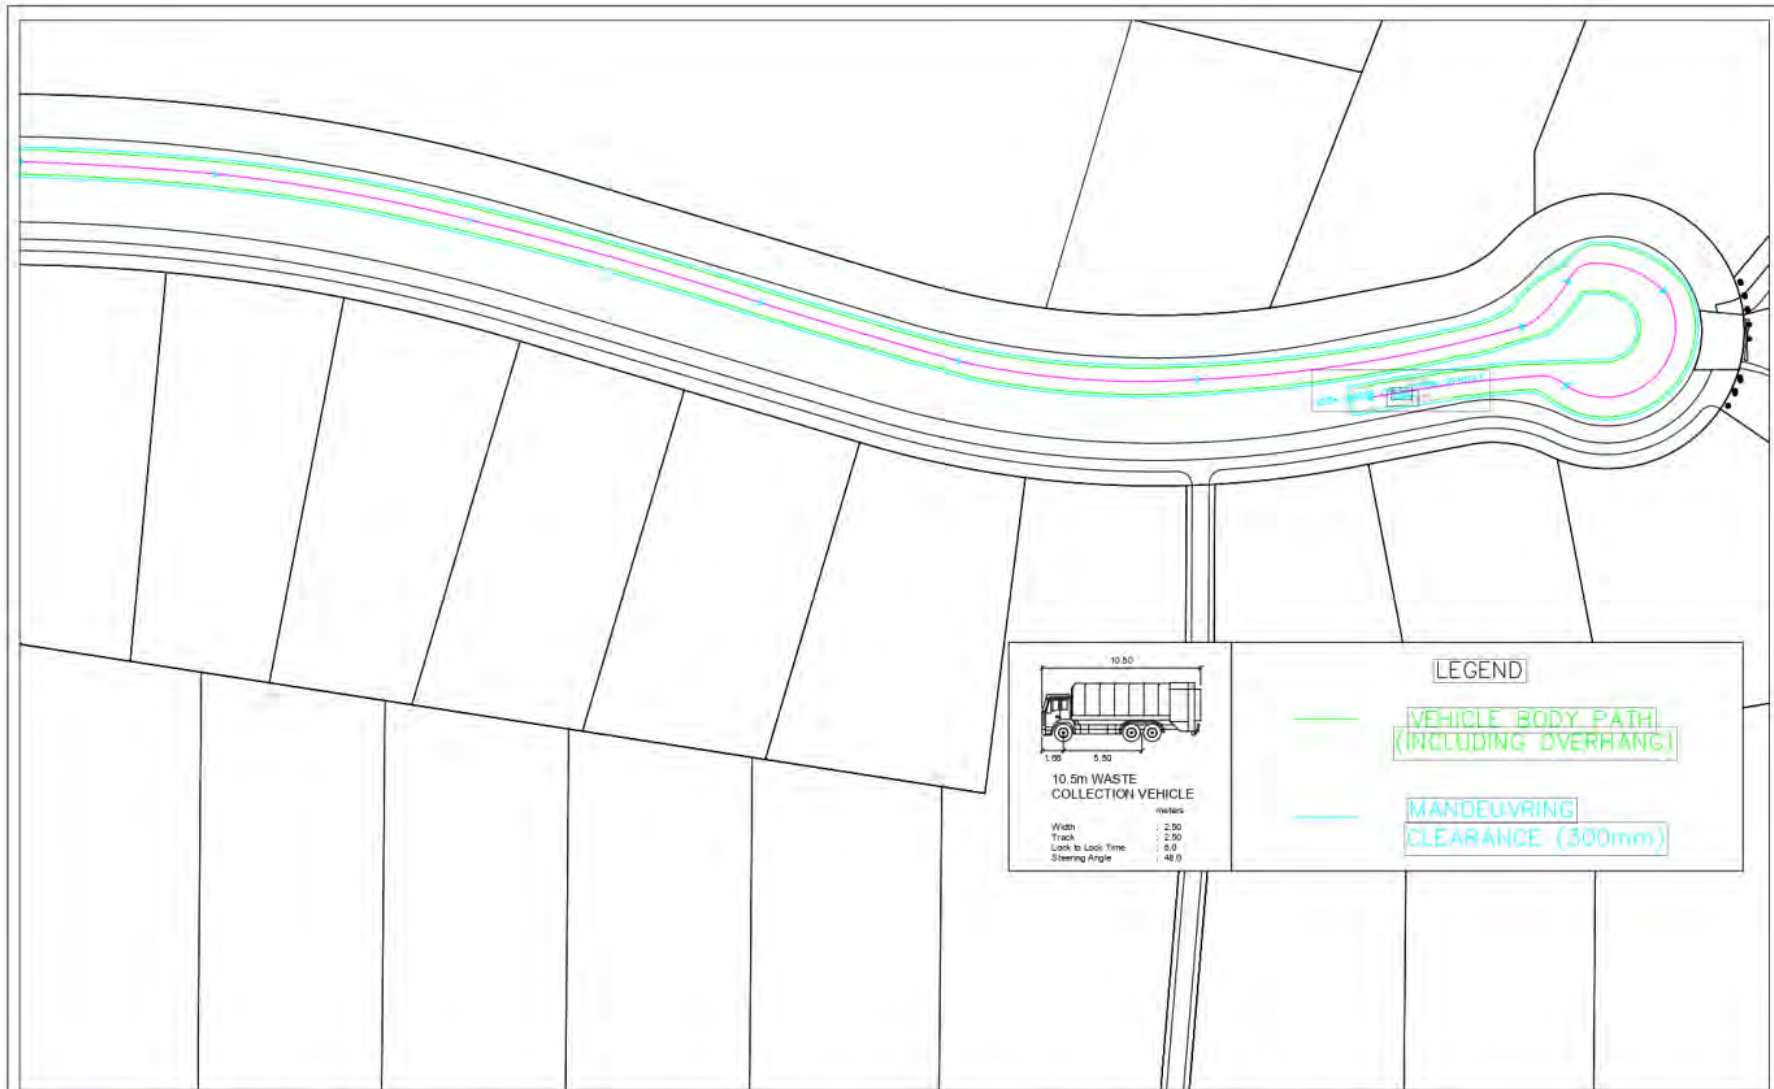 VEHICLE
10.50
1.66 5.50
10.5m WASTE
COLLECTION VEHICLE
meters
Width : 2.50
Track : 2.50
Lock to Lock Time : 6.0
Steering Angle : 48.0
LEGEND
VEHICLE BODY PATH
(INCLUDING OVERHANG)
MANOEUVRING
CLEARANCE (300mm)